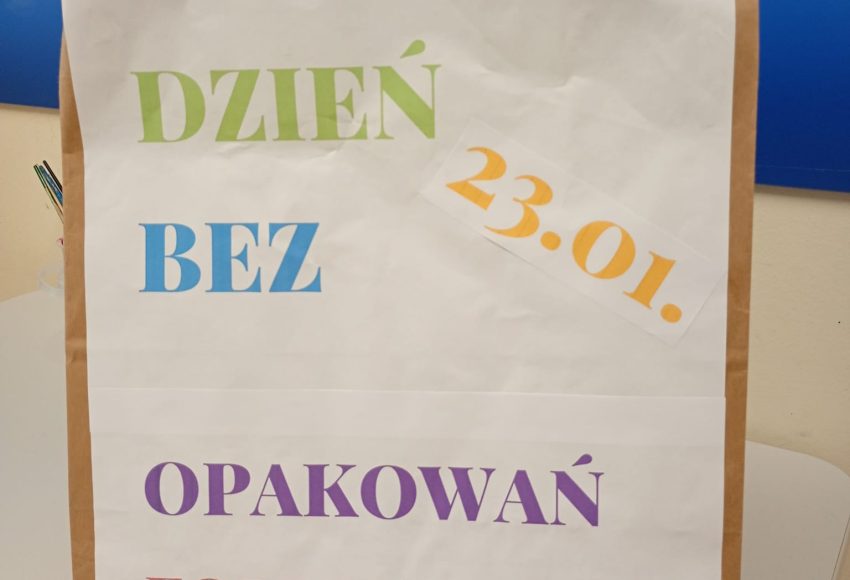 DZIEŃ
23.01.
BEZ
OPAKOWAŃ